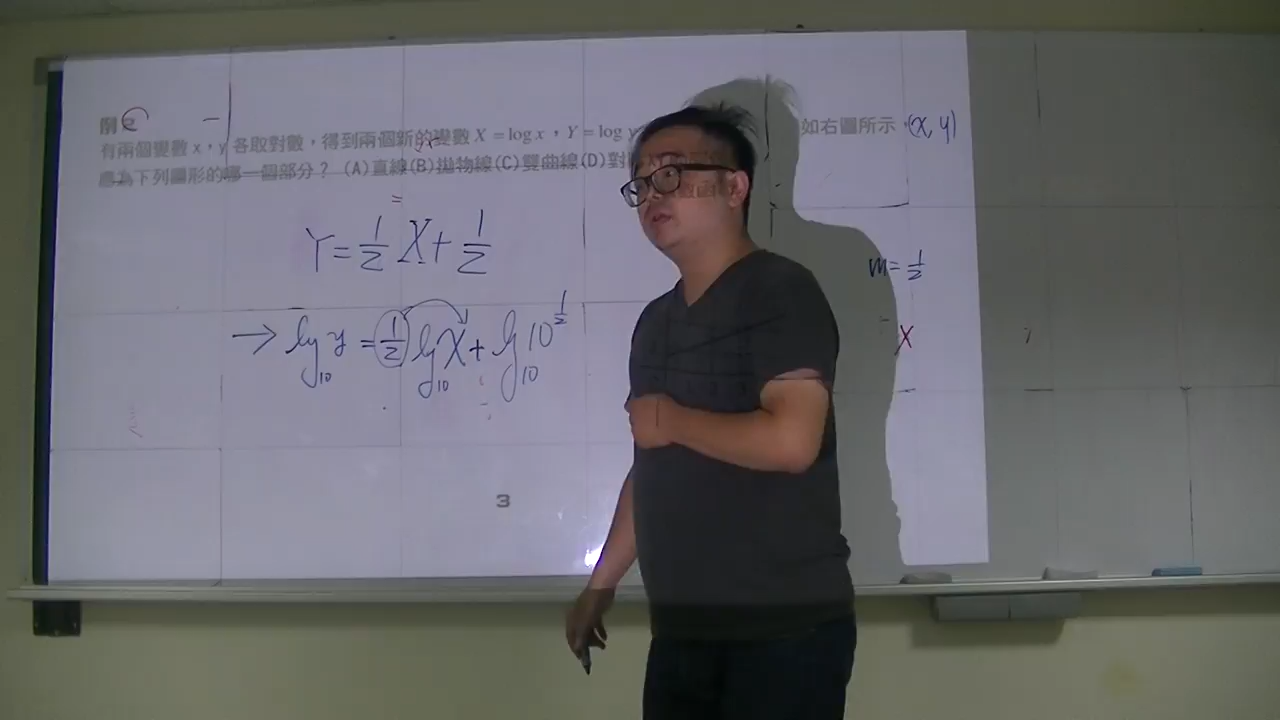 例2
有兩個變數 x，y 各取對數，得到兩個新的變數 X = log x，Y = log y 如右圖所示， (x, y)
應為下列圖形的哪一個部分？ (A)直線(B)拋物線(C)雙曲線(D)對
Y = 1/2 X + 1/2
m = 1/2
→ log₁₀ y = 1/2 log₁₀ x + log₁₀ 10^(1/2)
x
3